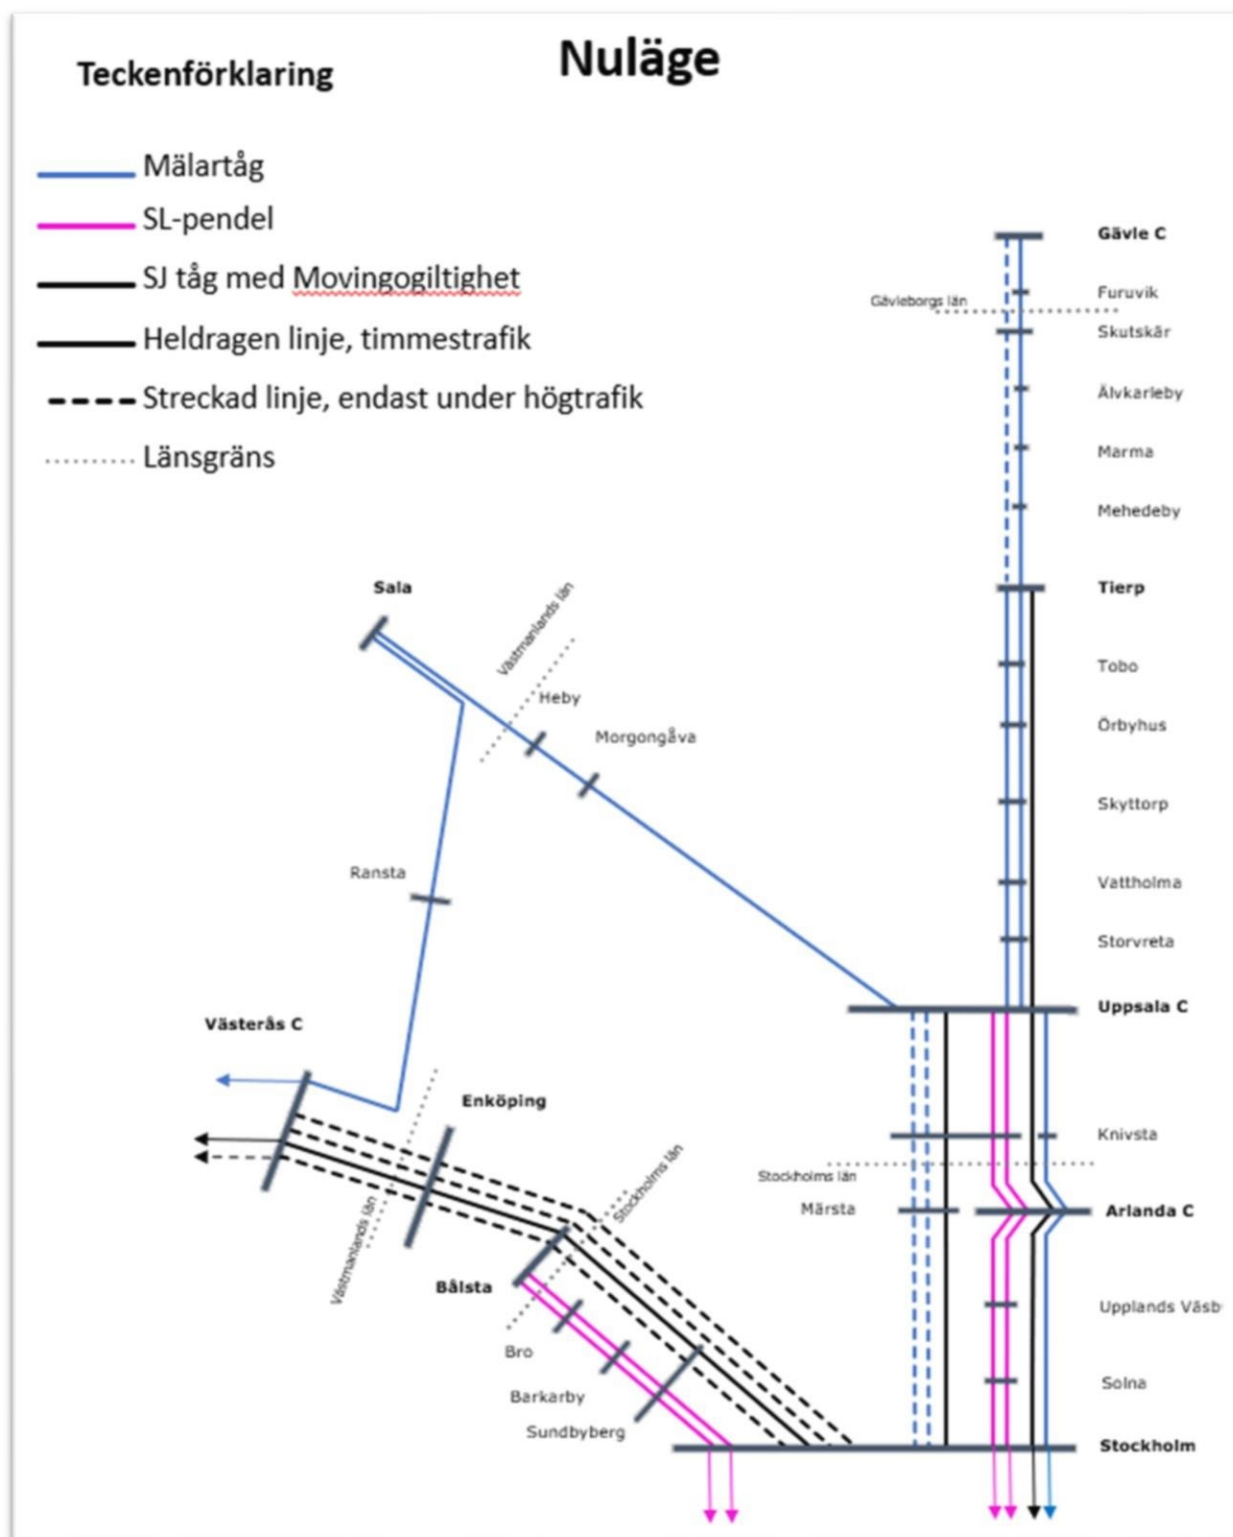 Nuläge
Teckenförklaring
Mälartåg
SL-pendel
SJ tåg med Movingogiltighet
Heldragen linje, timmestrafik
Streckad linje, endast under högtrafik
Länsgräns
Gävle C
Furuvik
Gävleborgs län
Skutskär
Älvkarleby
Marma
Mehedeby
Tierp
Tobo
Örbyhus
Skyttorp
Vattholma
Storvreta
Uppsala C
Sala
Västmanlands län
Heby
Morgongåva
Ransta
Västerås C
Enköping
Västmanlands län
Stockholms län
Bålsta
Bro
Barkarby
Sundbyberg
Knivsta
Stockholms län
Märsta
Arlanda C
Upplands Väsb
Solna
Stockholm